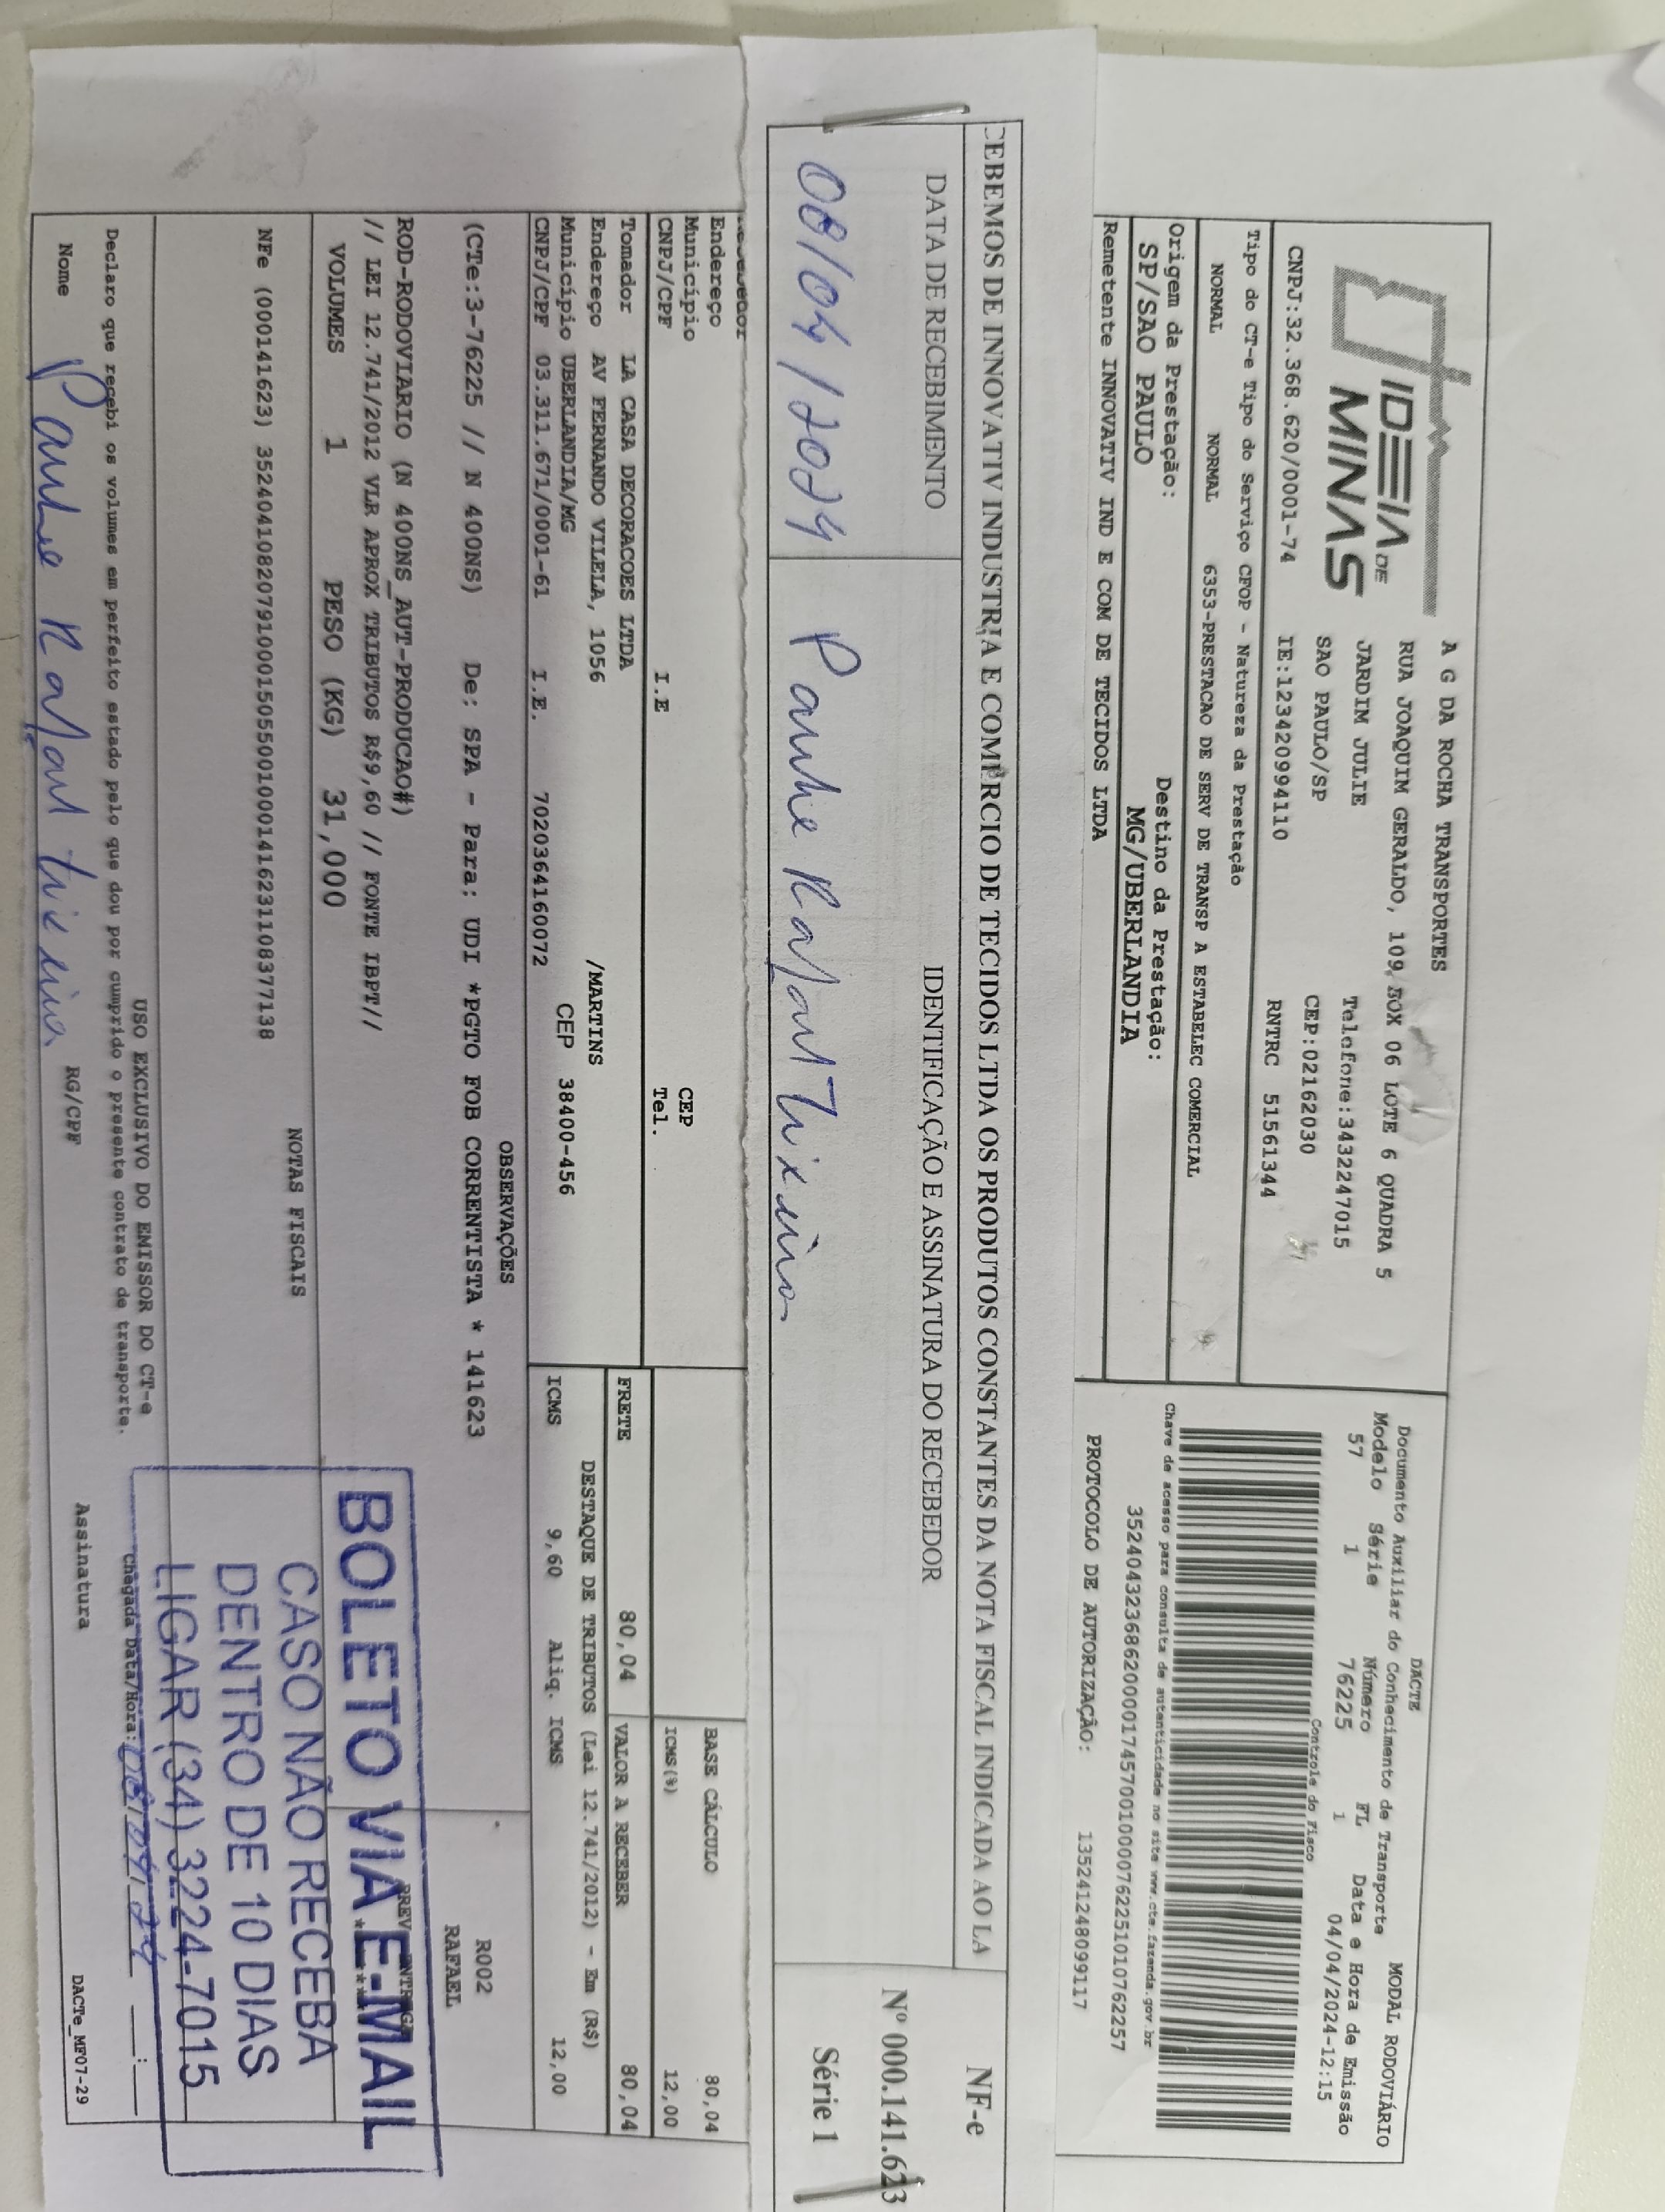 IDEIA DE
MINAS
A G DA ROCHA TRANSPORTES
RUA JOAQUIM GERALDO, 109 BOX 06 LOTE 6 QUADRA 5
JARDIM JULIE Telefone:3432247015
SAO PAULO/SP CEP:02162030
CNPJ:32.368.620/0001-74 IE:123420994110 RNTRC 51561344
Tipo do CT-e Tipo do Serviço CFOP - Natureza da Prestação
NORMAL NORMAL 6353-PRESTACAO DE SERV DE TRANSP A ESTABELEC COMERCIAL
Origem da Prestação: Destino da Prestação:
SP/SAO PAULO MG/UBERLANDIA
Remetente INNOVATIV IND E COM DE TECIDOS LTDA
DACTE MODAL RODOVIÁRIO
Documento Auxiliar do Conhecimento de Transporte
Modelo Série Número FL Data e Hora de Emissão
57 1 76225 1 04/04/2024-12:15
Controle do Fisco
Chave de acesso para consulta de autenticidade no site www.cte.fazenda.gov.br
35240432368620000174570010000762251010762257
PROTOCOLO DE AUTORIZAÇÃO: 135241248099117
CEBEMOS DE INNOVATIV INDUSTRIA E COMÉRCIO DE TECIDOS LTDA OS PRODUTOS CONSTANTES DA NOTA FISCAL INDICADA AO LA
DATA DE RECEBIMENTO IDENTIFICAÇÃO E ASSINATURA DO RECEBEDOR
08/04/2024
NF-e
Nº 000.141.623
Série 1
Endereço
Município CEP
CNPJ/CPF I.E Tel.
Tomador LA CASA DECORACOES LTDA
Endereço AV FERNANDO VILELA, 1056 /MARTINS
Município UBERLANDIA/MG CEP 38400-456
CNPJ/CPF 03.311.671/0001-61 I.E. 7020364160072
BASE CÁLCULO 80,04
ICMS(%) 12,00
FRETE 80,04 VALOR A RECEBER 80,04
DESTAQUE DE TRIBUTOS (Lei 12.741/2012) - Em (R$)
ICMS 9,60 Aliq. ICMS 12,00
OBSERVAÇÕES
(CTe:3-76225 // N 400NS) De: SPA - Para: UDI *PGTO FOB CORRENTISTA * 141623
R002
RAFAEL
ROD-RODOVIARIO (N 400NS_AUT-PRODUCAO#)
// LEI 12.741/2012 VLR APROX TRIBUTOS R$9,60 // FONTE IBPT//
VOLUMES 1 PESO (KG) 31,000
NOTAS FISCAIS
NFe (000141623) 35240410820791000150550010001416231108377138
BOLETO VIA E-MAIL
CASO NÃO RECEBA
DENTRO DE 10 DIAS
LIGAR (34) 3224-7015
USO EXCLUSIVO DO EMISSOR DO CT-e
Declaro que recebi os volumes em perfeito estado pelo que dou por cumprido o presente contrato de transporte.
Chegada Data/Hora: 08/04/24 __:__
Nome RG/CPF Assinatura
DACTe_MF07-29